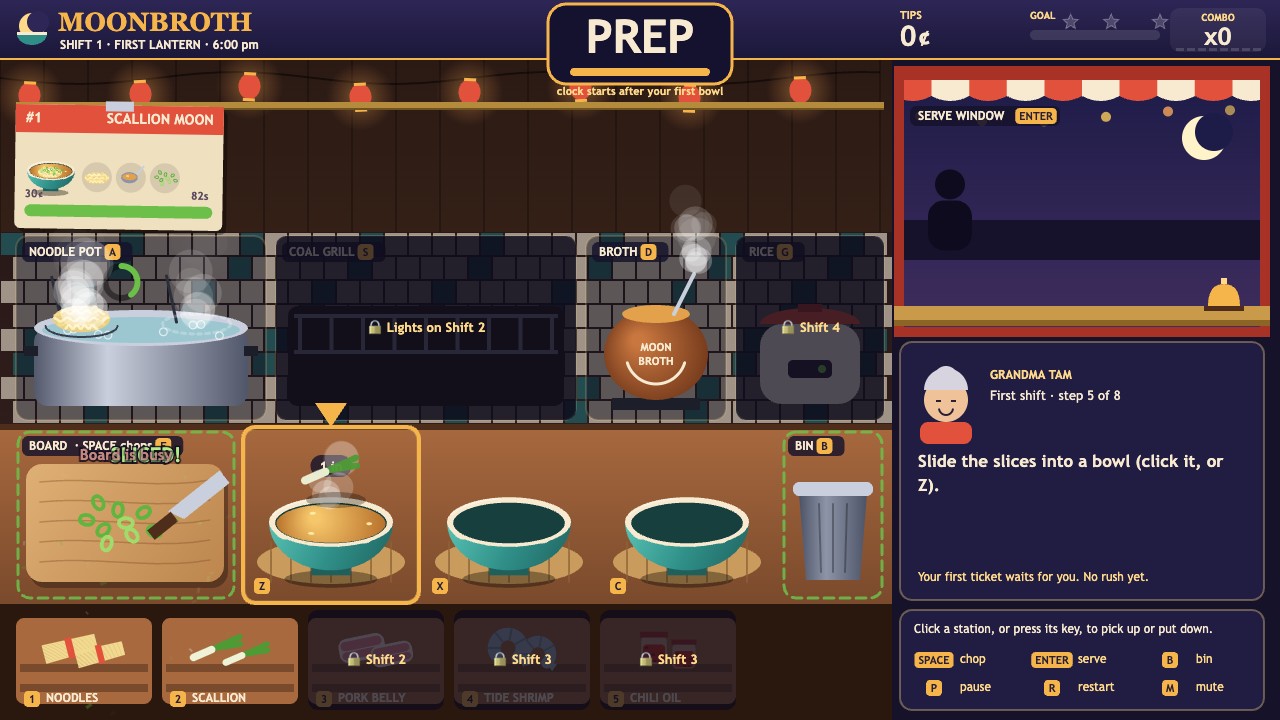 MOONBROTH
SHIFT 1 · FIRST LANTERN · 6:00 pm
PREP
clock starts after your first bowl
TIPS
0¢
GOAL
COMBO
x0
#1 SCALLION MOON
30¢
82s
SERVE WINDOW ENTER
NOODLE POT A
COAL GRILL S
Lights on Shift 2
BROTH D
MOON
BROTH
RICE G
Shift 4
GRANDMA TAM
First shift · step 5 of 8
Slide the slices into a bowl (click it, or
Z).
Your first ticket waits for you. No rush yet.
BOARD · SPACE chops F
Board is busy!
Z
X
C
BIN B
1 NOODLES
2 SCALLION
Shift 2
3 PORK BELLY
Shift 3
4 TIDE SHRIMP
Shift 3
5 CHILI OIL
Click a station, or press its key, to pick up or put down.
SPACE chop
ENTER serve
B bin
P pause
R restart
M mute